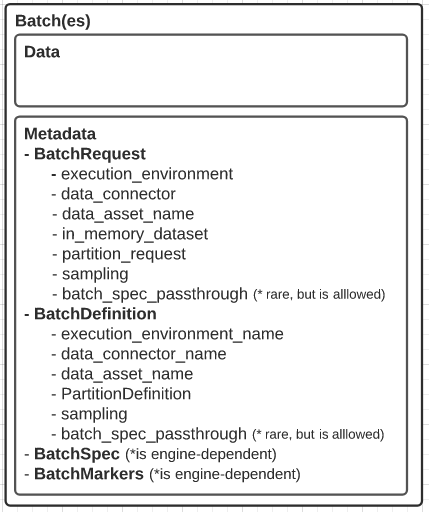 Batch(es)
Data
Metadata
- BatchRequest
- execution_environment
- data_connector
- data_asset_name
- in_memory_dataset
- partition_request
- sampling
- batch_spec_passthrough (* rare, but is alllowed)
- BatchDefinition
- execution_environment_name
- data_connector_name
- data_asset_name
- PartitionDefinition
- sampling
- batch_spec_passthrough (* rare, but is alllowed)
- BatchSpec (*is engine-dependent)
- BatchMarkers (*is engine-dependent)